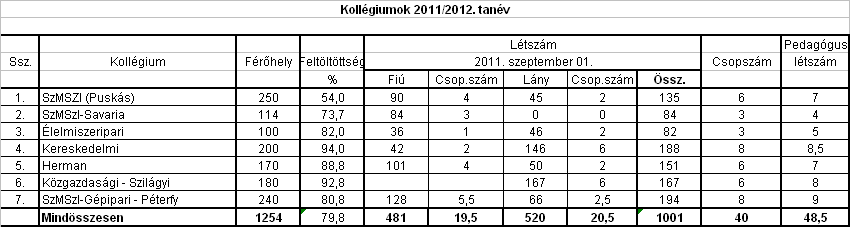 Kollégiumok 2011/2012. tanév
Létszám Pedagógus
Ssz. Kollégium Férőhely Feltöltöttség 2011. szeptember 01. Csopszám létszám
% Fiú Csop.szám Lány Csop.szám Össz.
1. SzMSZI (Puskás) 250 54,0 90 4 45 2 135 6 7
2. SzMSzI-Savaria 114 73,7 84 3 0 0 84 3 4
3. Élelmiszeripari 100 82,0 36 1 46 2 82 3 5
4. Kereskedelmi 200 94,0 42 2 146 6 188 8 8,5
5. Herman 170 88,8 101 4 50 2 151 6 7
6. Közgazdasági - Szilágyi 180 92,8 167 6 167 6 8
7. SzMSzI-Gépipari - Péterfy 240 80,8 128 5,5 66 2,5 194 8 9
Mindösszesen 1254 79,8 481 19,5 520 20,5 1001 40 48,5